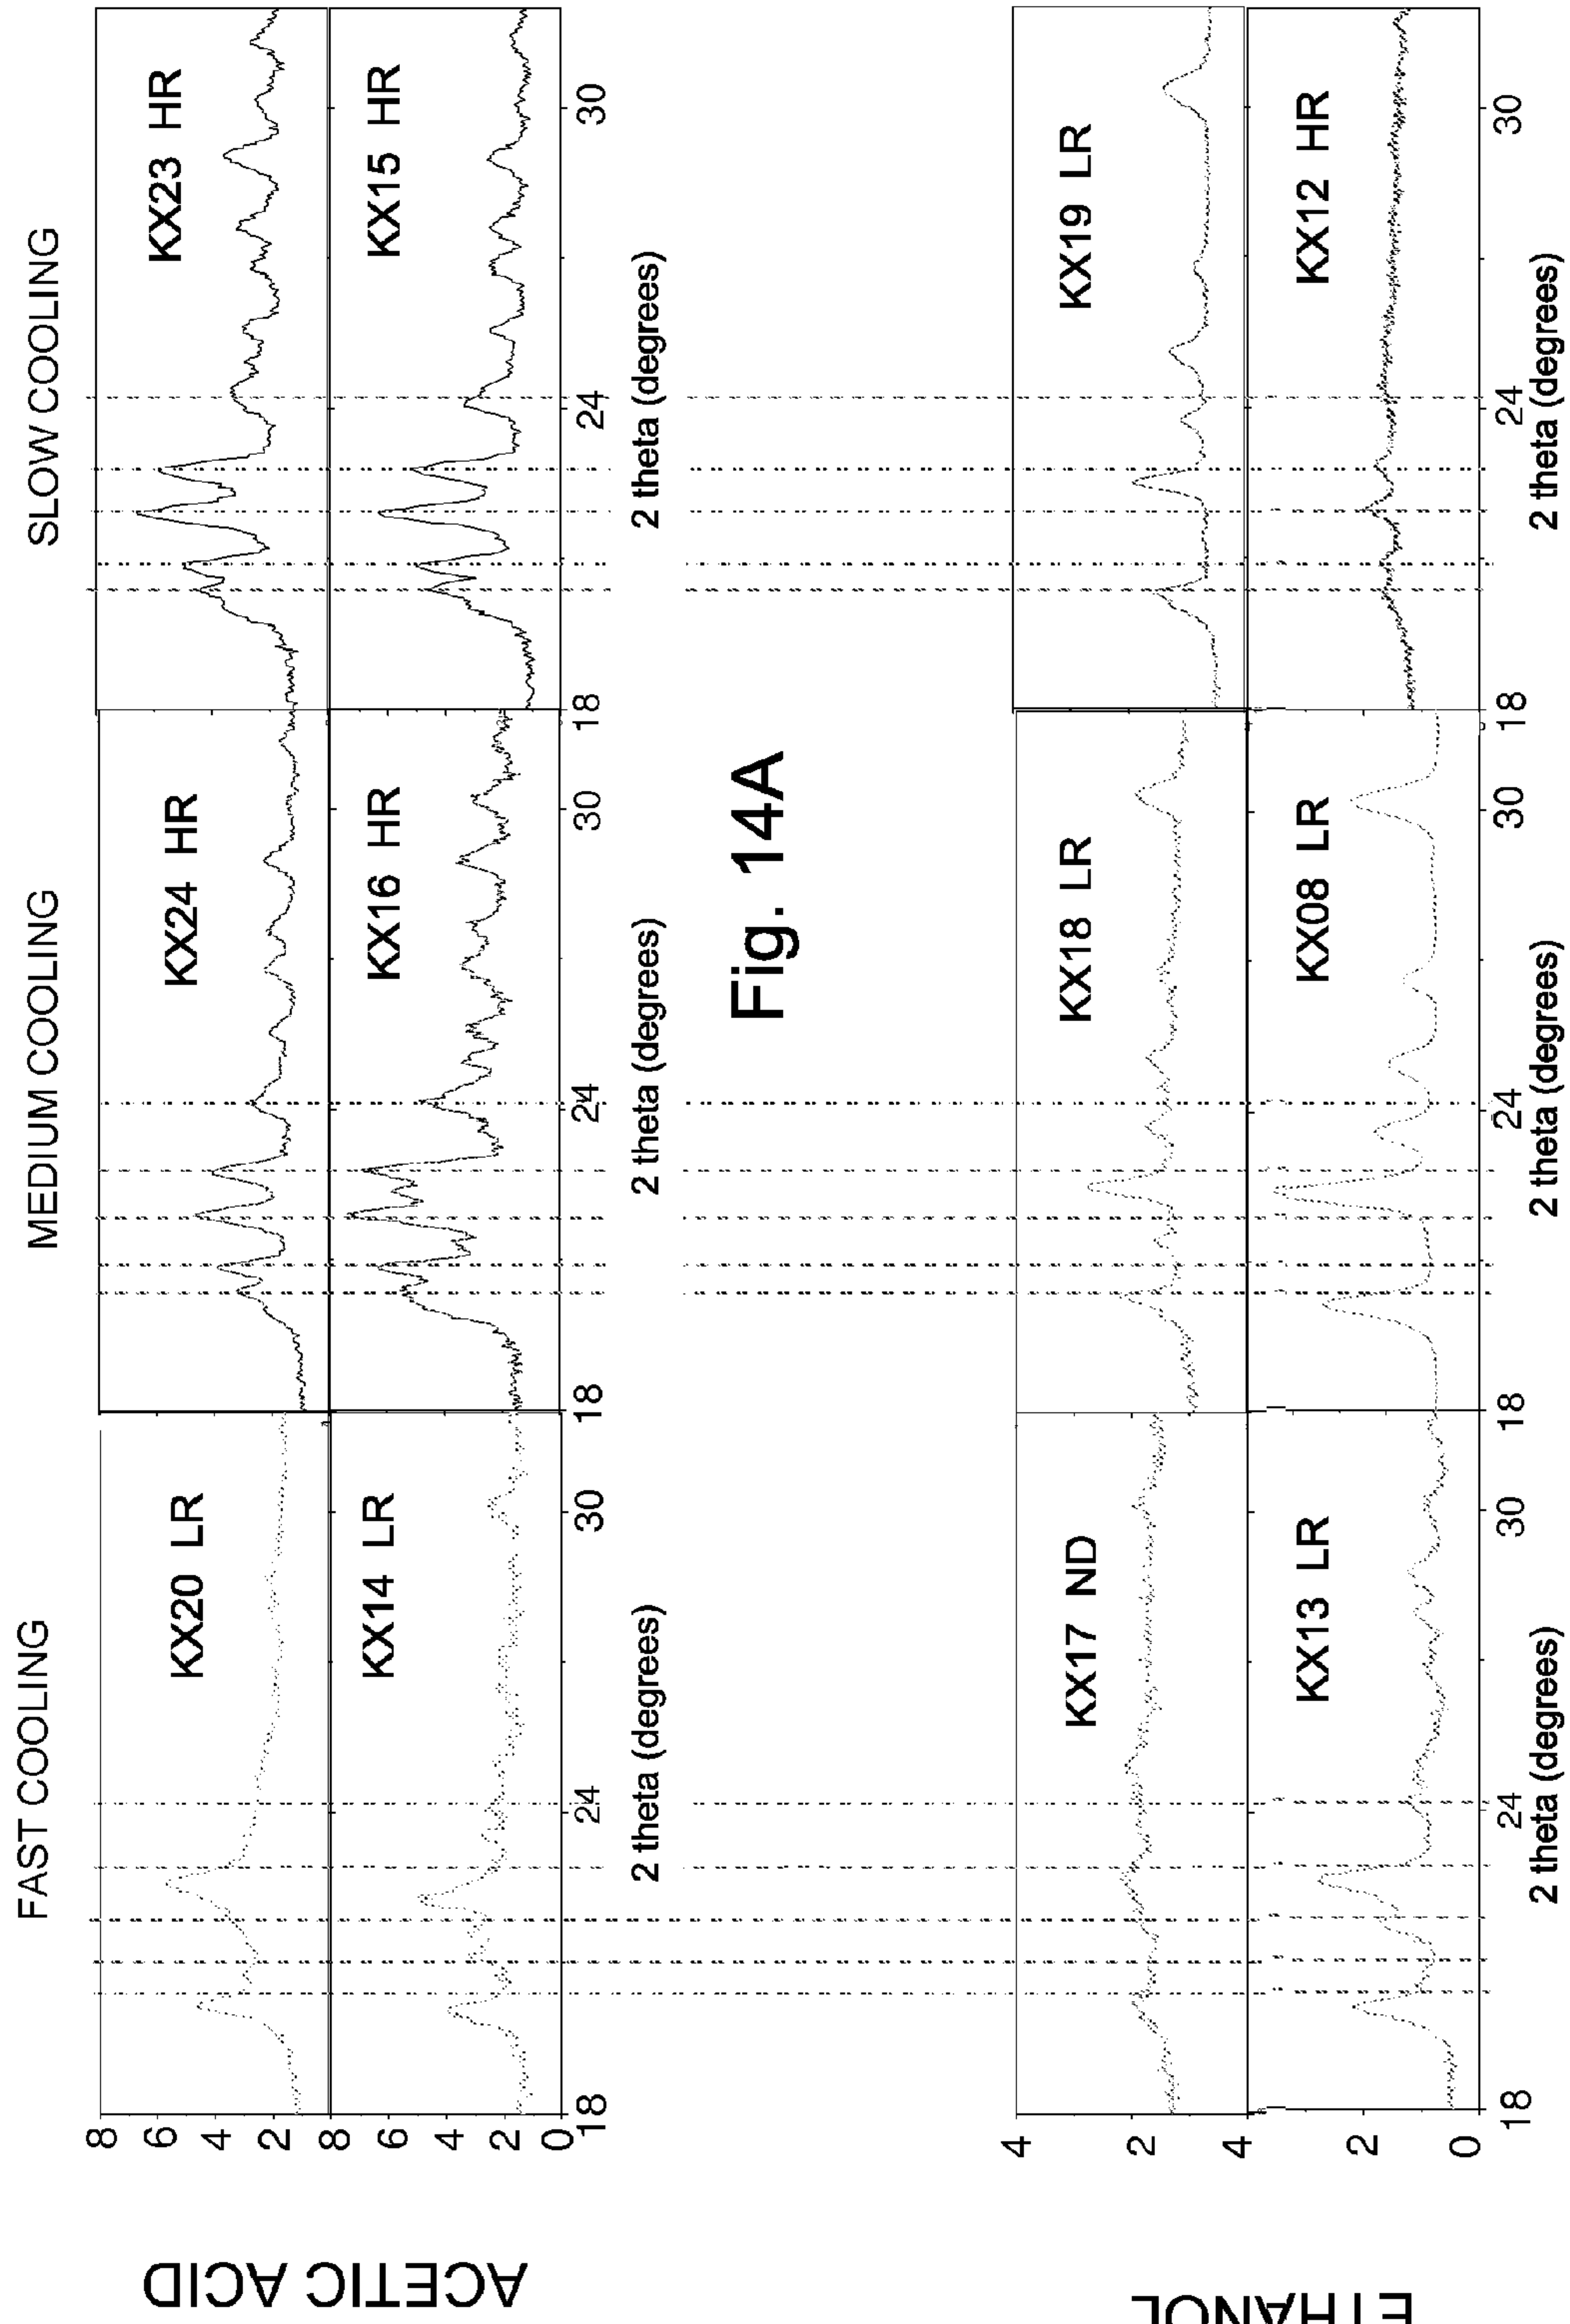 FAST COOLING
MEDIUM COOLING
SLOW COOLING
ACETIC ACID
8
6
4
2
KX20 LR
KX24 HR
KX23 HR
8
6
4
2
0
KX14 LR
KX16 HR
KX15 HR
18 24 30 18 24 30 18 24 30
2 theta (degrees)
2 theta (degrees)
2 theta (degrees)
Fig. 14A
ETHANOL
4
2
KX17 ND
KX18 LR
KX19 LR
4
2
0
KX13 LR
KX08 LR
KX12 HR
18 24 30 18 24 30 18 24 30
2 theta (degrees)
2 theta (degrees)
2 theta (degrees)